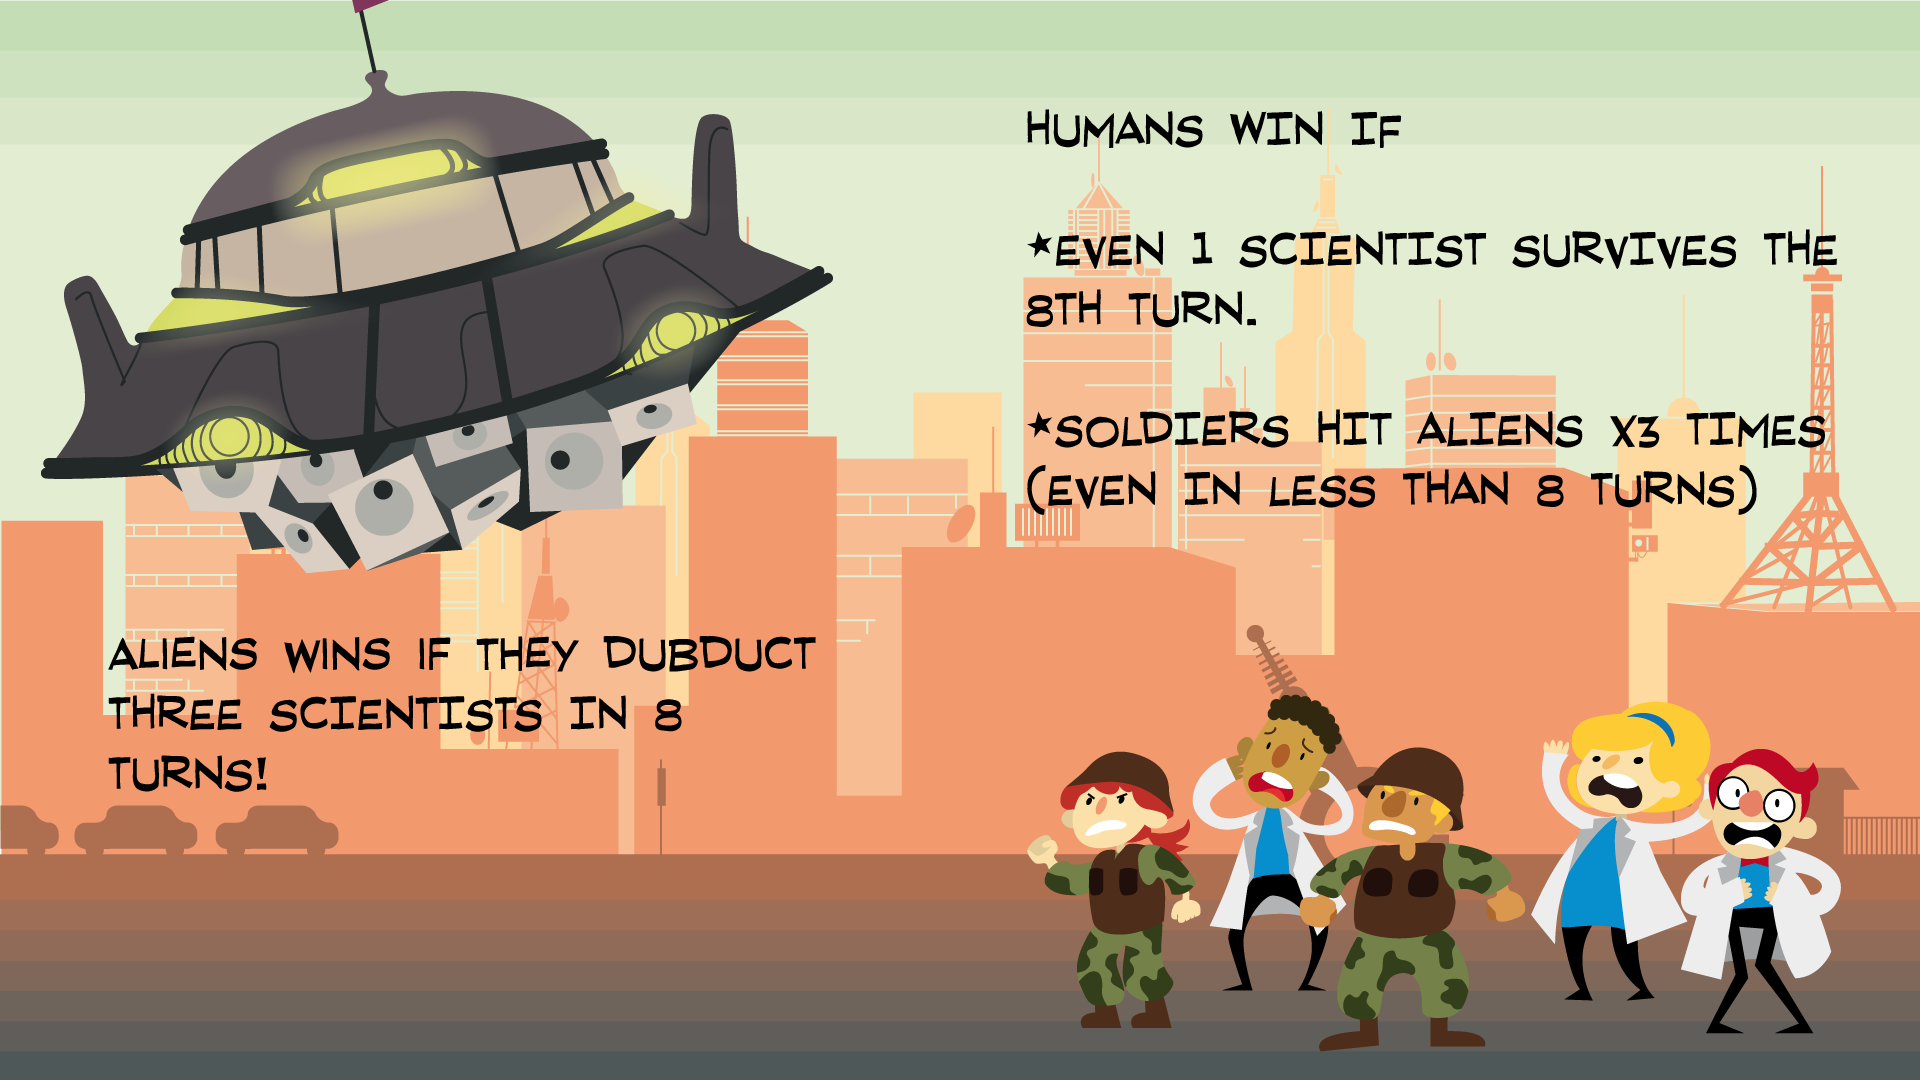 HUMANS WIN IF
*EVEN 1 SCIENTIST SURVIVES THE
8TH TURN.
*SOLDIERS HIT ALIENS X3 TIMES
(EVEN IN LESS THAN 8 TURNS)
ALIENS WINS IF THEY DUBDUCT
THREE SCIENTISTS IN 8
TURNS!